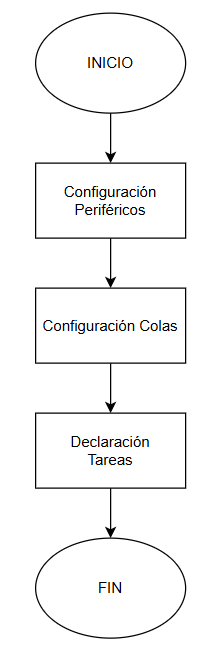 INICIO
Configuración
Periféricos
Configuración Colas
Declaración
Tareas
FIN